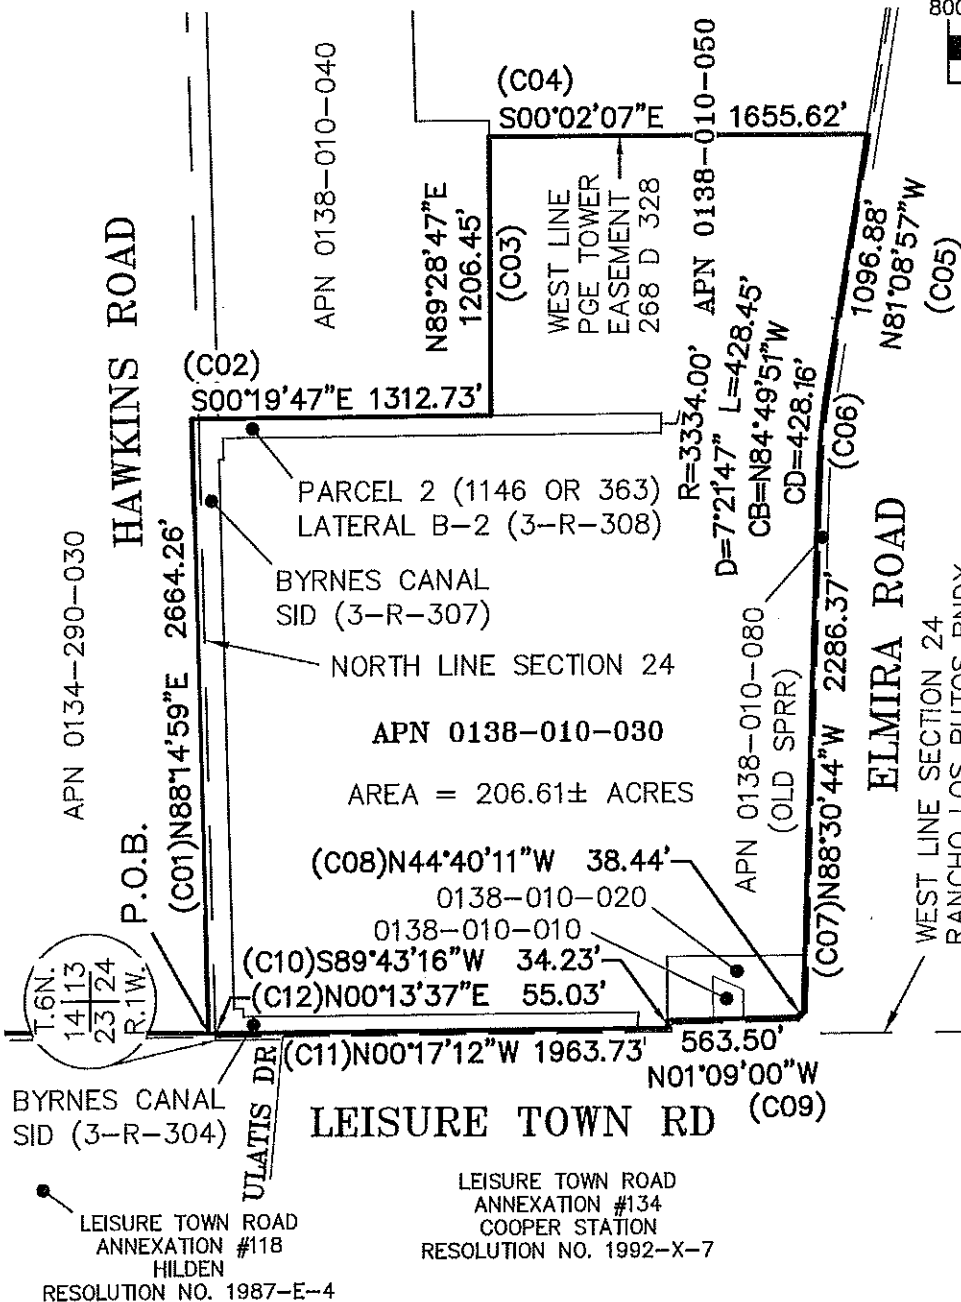 800
APN 0138-010-040
(C04)
S00°02'07"E 1655.62'
APN 0138-010-050
N89°28'47"E
1206.45'
(C03)
WEST LINE
PGE TOWER
EASEMENT
268 D 328
1096.88'
N81°08'57"W
(C05)
HAWKINS ROAD
(C02)
S00°19'47"E 1312.73'
R=3334.00'
D=7°21'47" L=428.45'
CB=N84°49'51"W
CD=428.16'
(C06)
PARCEL 2 (1146 OR 363)
LATERAL B-2 (3-R-308)
BYRNES CANAL
SID (3-R-307)
NORTH LINE SECTION 24
APN 0134-290-030
(C01)N88°14'59"E 2664.26'
APN 0138-010-030
AREA = 206.61± ACRES
APN 0138-010-080
(OLD SPRR)
(C07)N88°30'44"W 2286.37'
ELMIRA ROAD
WEST LINE SECTION 24
RANCHO LOS PUTOS BNDY
P.O.B.
(C08)N44°40'11"W 38.44'
0138-010-020
0138-010-010
(C10)S89°43'16"W 34.23'
(C12)N00°13'37"E 55.03'
T.6N.
14 13
23 24
R.1W.
(C11)N00°17'12"W 1963.73'
563.50'
N01°09'00"W
(C09)
BYRNES CANAL
SID (3-R-304)
ULATIS DR
LEISURE TOWN RD
LEISURE TOWN ROAD
ANNEXATION #118
HILDEN
RESOLUTION NO. 1987-E-4
LEISURE TOWN ROAD
ANNEXATION #134
COOPER STATION
RESOLUTION NO. 1992-X-7